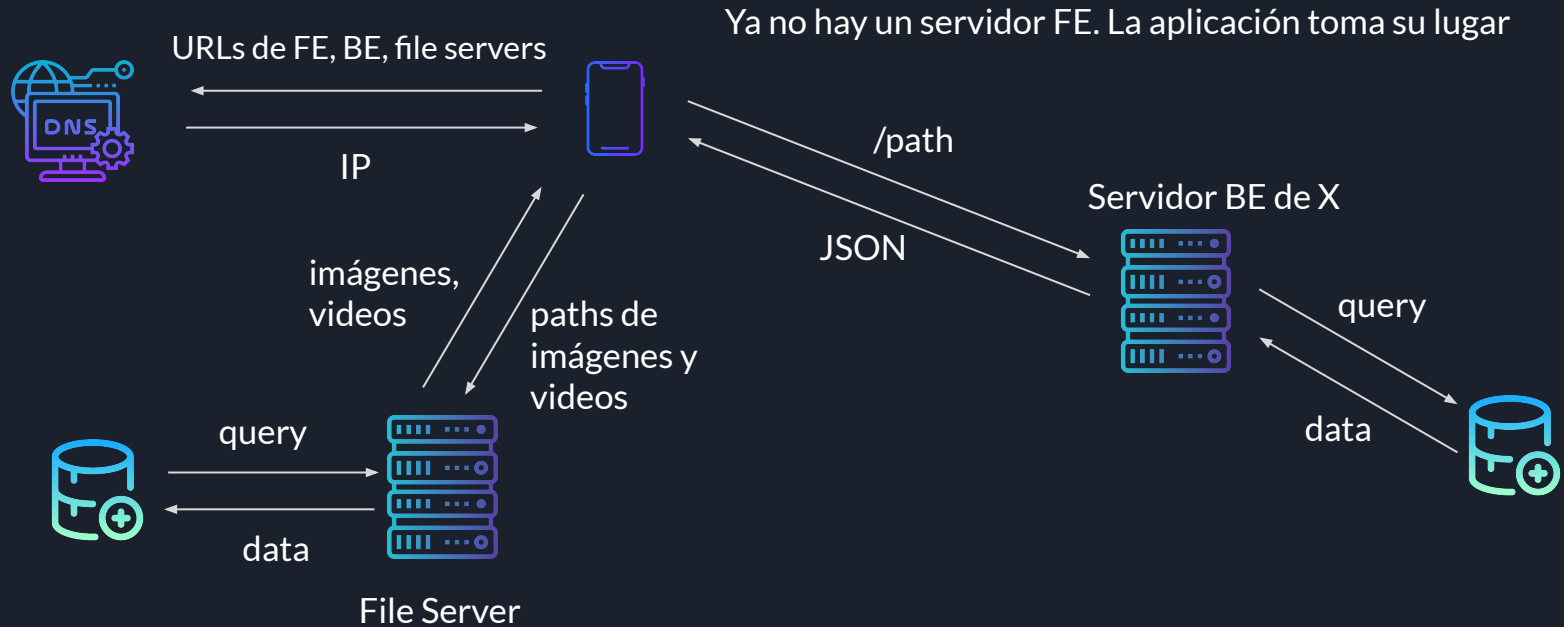 Ya no hay un servidor FE. La aplicación toma su lugar
URLs de FE, BE, file servers
DNS
IP
/path
JSON
Servidor BE de X
imágenes,
videos
paths de
imágenes y
videos
query
data
query
data
File Server